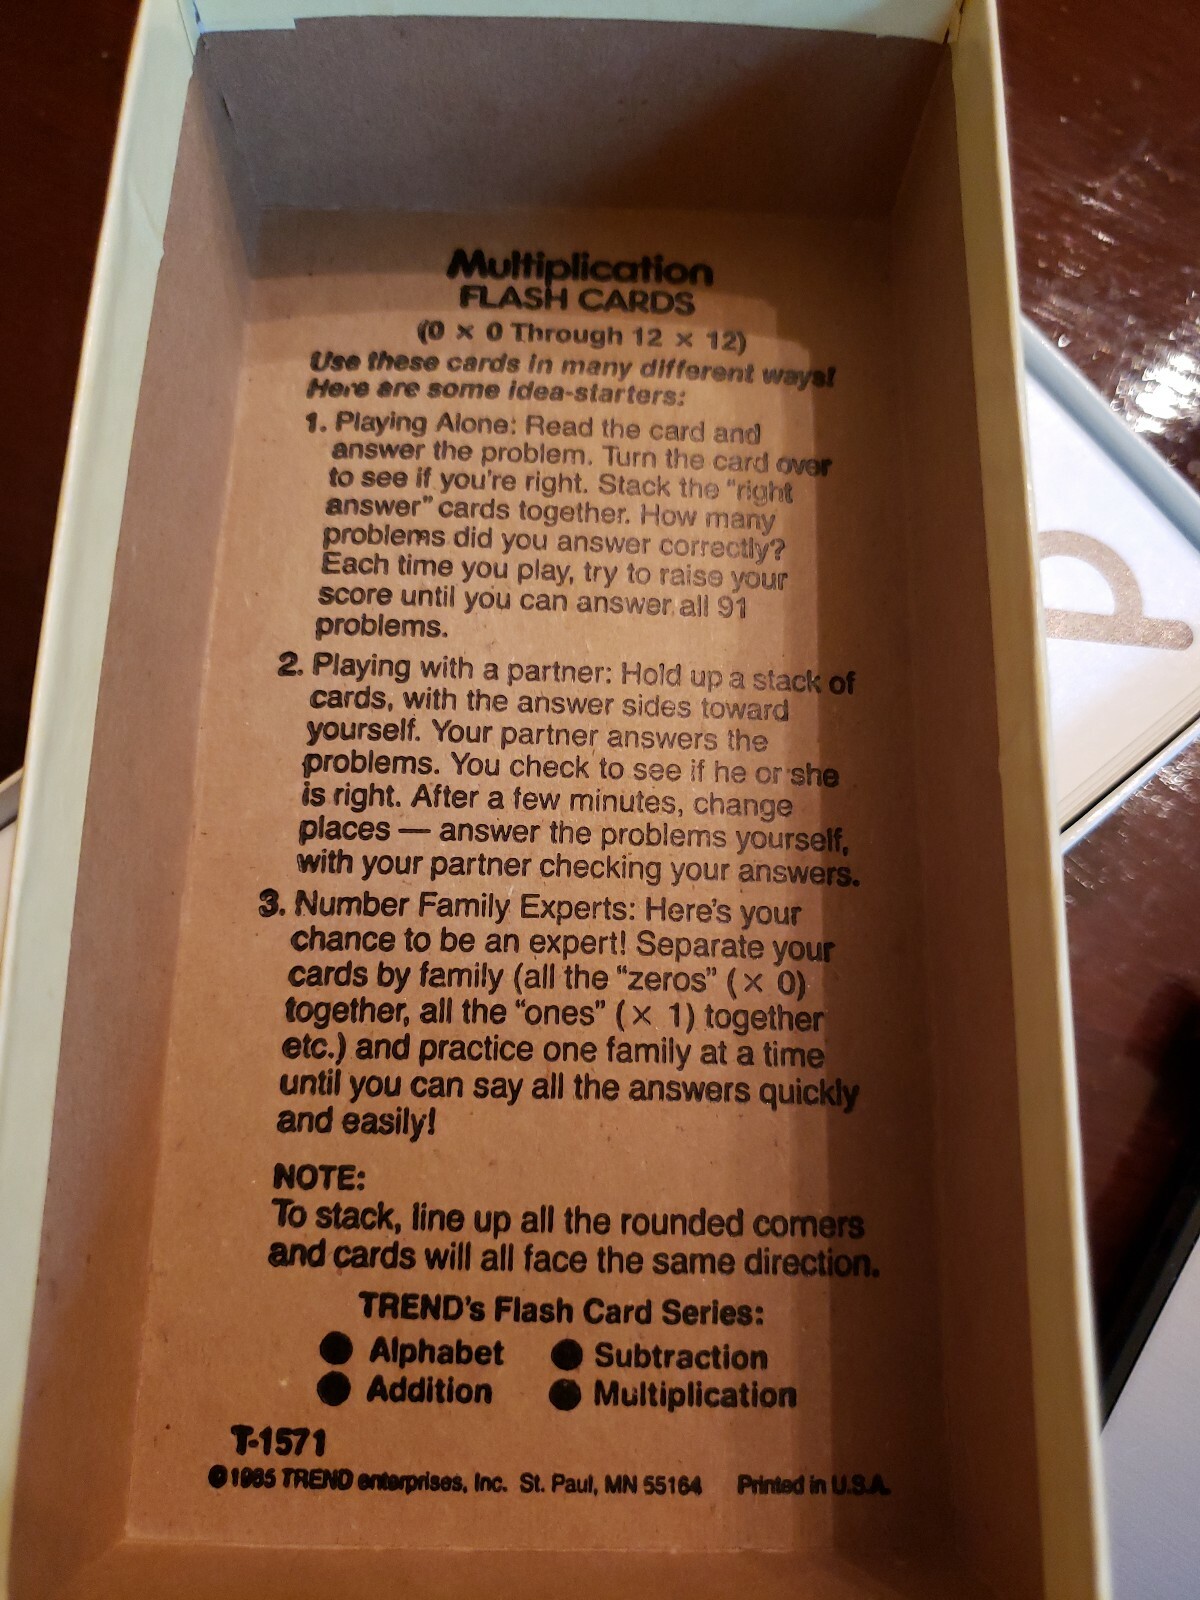 Multiplication
FLASH CARDS
(0 × 0 Through 12 × 12)
Use these cards in many different ways!
Here are some idea-starters:
1. Playing Alone: Read the card and
answer the problem. Turn the card over
to see if you're right. Stack the "right
answer" cards together. How many
problems did you answer correctly?
Each time you play, try to raise your
score until you can answer all 91
problems.
2. Playing with a partner: Hold up a stack of
cards, with the answer sides toward
yourself. Your partner answers the
problems. You check to see if he or she
is right. After a few minutes, change
places — answer the problems yourself,
with your partner checking your answers.
3. Number Family Experts: Here's your
chance to be an expert! Separate your
cards by family (all the "zeros" (× 0)
together, all the "ones" (× 1) together
etc.) and practice one family at a time
until you can say all the answers quickly
and easily!
NOTE:
To stack, line up all the rounded corners
and cards will all face the same direction.
TREND's Flash Card Series:
● Alphabet ● Subtraction
● Addition ● Multiplication
T-1571
©1985 TREND enterprises, Inc. St. Paul, MN 55164 Printed in U.S.A.